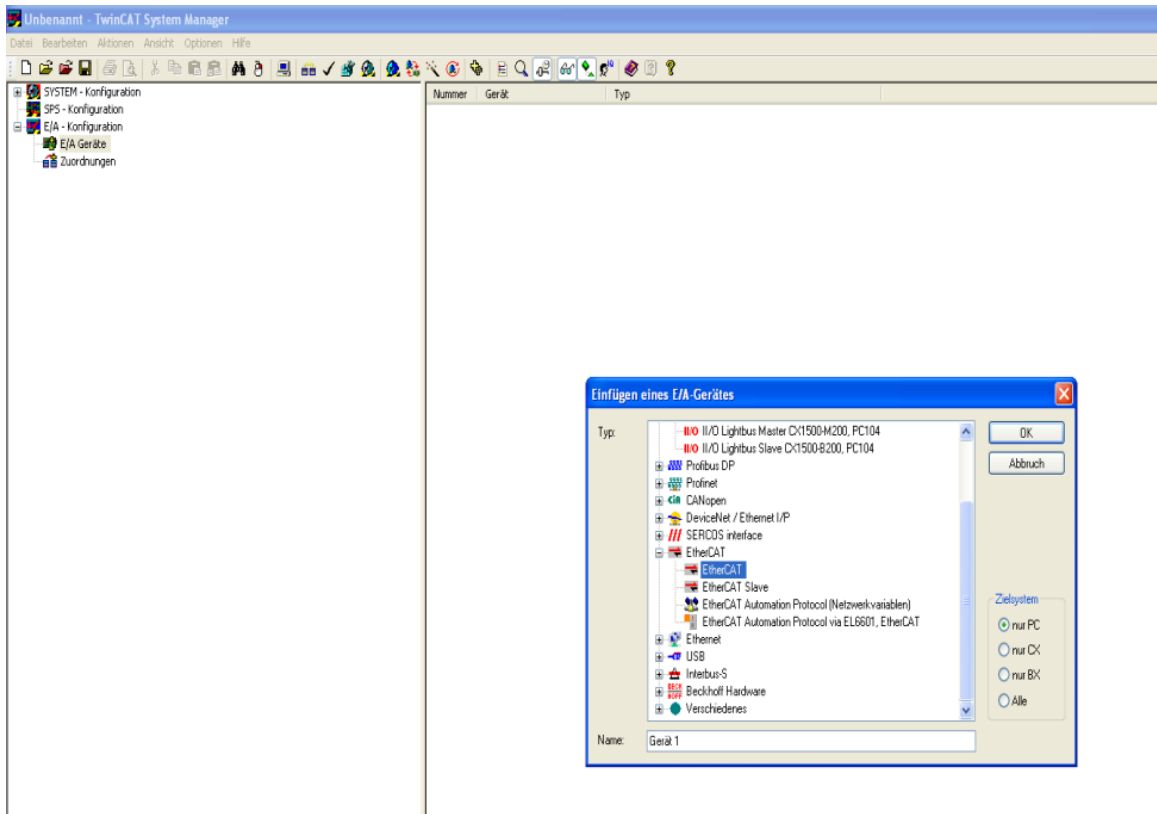 Unbenannt - TwinCAT System Manager
Datei Bearbeiten Aktionen Ansicht Optionen Hilfe
SYSTEM - Konfiguration
SPS - Konfiguration
E/A - Konfiguration
E/A Geräte
Zuordnungen
Nummer Gerät Typ
Einfügen eines E/A-Gerätes
Typ:
II/O Lightbus Master CX1500-M200, PC104
II/O Lightbus Slave CX1500-B200, PC104
Profibus DP
Profinet
CANopen
DeviceNet / Ethernet I/P
SERCOS interface
EtherCAT
EtherCAT
EtherCAT Slave
EtherCAT Automation Protocol (Netzwerkvariablen)
EtherCAT Automation Protocol via EL6601, EtherCAT
Ethernet
USB
Interbus-S
Beckhoff Hardware
Verschiedenes
OK
Abbruch
Zielsystem
nur PC
nur CX
nur BX
Alle
Name: Gerät 1